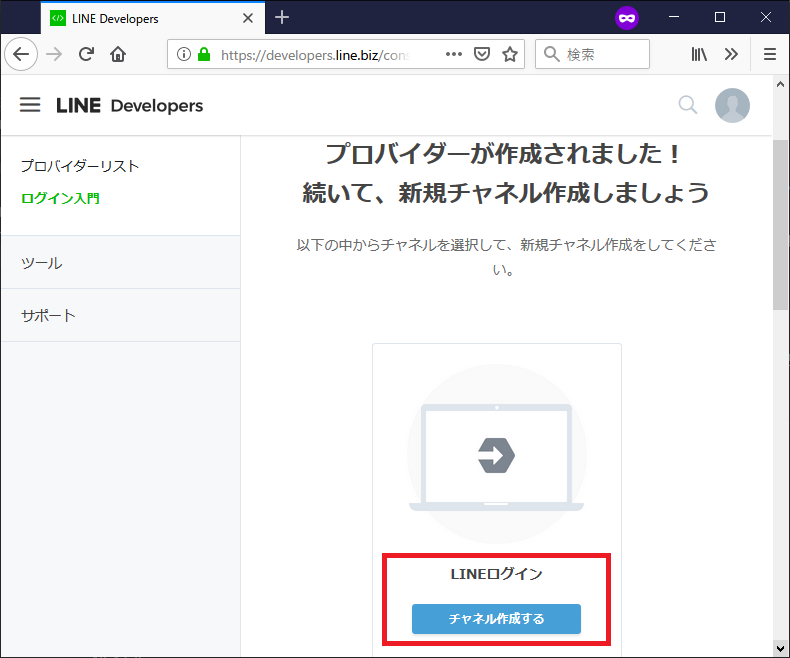 LINE Developers
https://developers.line.biz/con
検索
LINE Developers
プロバイダーリスト
ログイン入門
ツール
サポート
プロバイダーが作成されました！
続いて、新規チャネル作成しましょう
以下の中からチャネルを選択して、新規チャネル作成をしてくださ
い。
LINEログイン
チャネル作成する